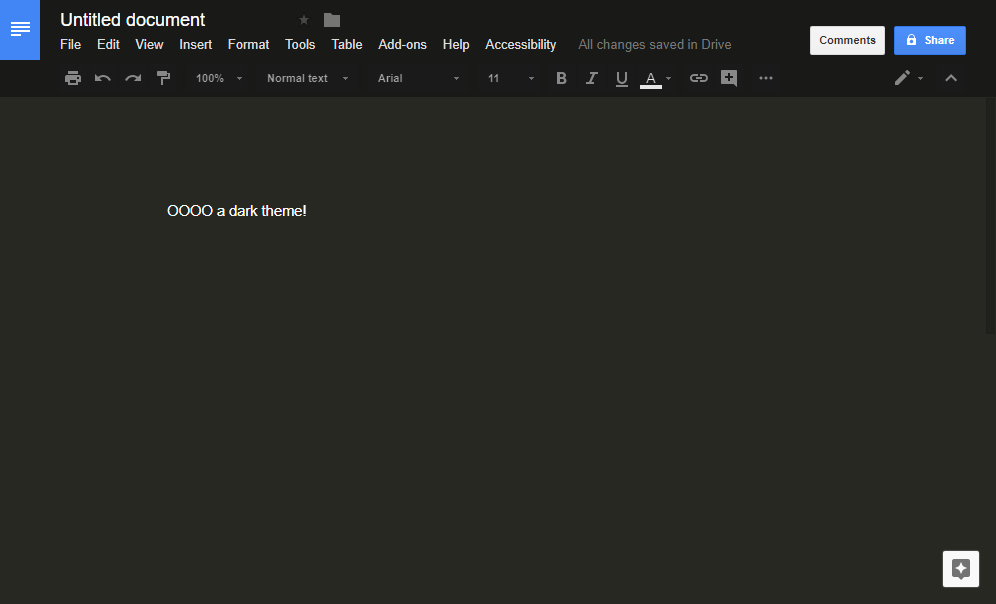 Untitled document
File Edit View Insert Format Tools Table Add-ons Help Accessibility All changes saved in Drive
Comments Share
100% Normal text Arial 11 B I U A
OOOO a dark theme!